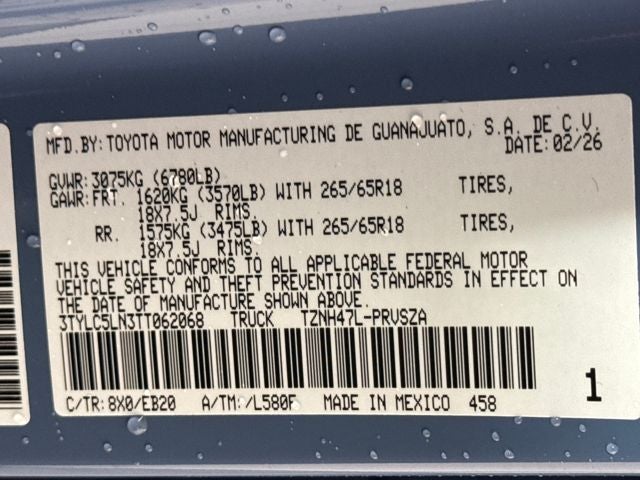 MFD.BY: TOYOTA MOTOR MANUFACTURING DE GUANAJUATO, S.A. DE C.V.
DATE: 02/26
GVWR: 3075KG (6780LB)
GAWR: FRT. 1620KG (3570LB) WITH 265/65R18 TIRES,
18X7.5J RIMS,
RR. 1575KG (3475LB) WITH 265/65R18 TIRES,
18X7.5J RIMS,
THIS VEHICLE CONFORMS TO ALL APPLICABLE FEDERAL MOTOR
VEHICLE SAFETY AND THEFT PREVENTION STANDARDS IN EFFECT ON
THE DATE OF MANUFACTURE SHOWN ABOVE.
3TYLC5LN3TT062068 TRUCK TZNH47L-PRVSZA
C/TR: 8X0/EB20 A/TM: /L580F MADE IN MEXICO 458
1